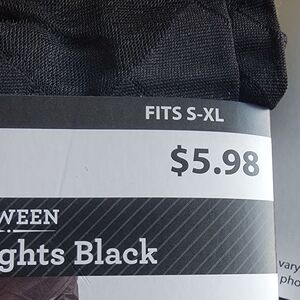 FITS S-XL
$5.98
WEEN
ghts Black
vary
pho